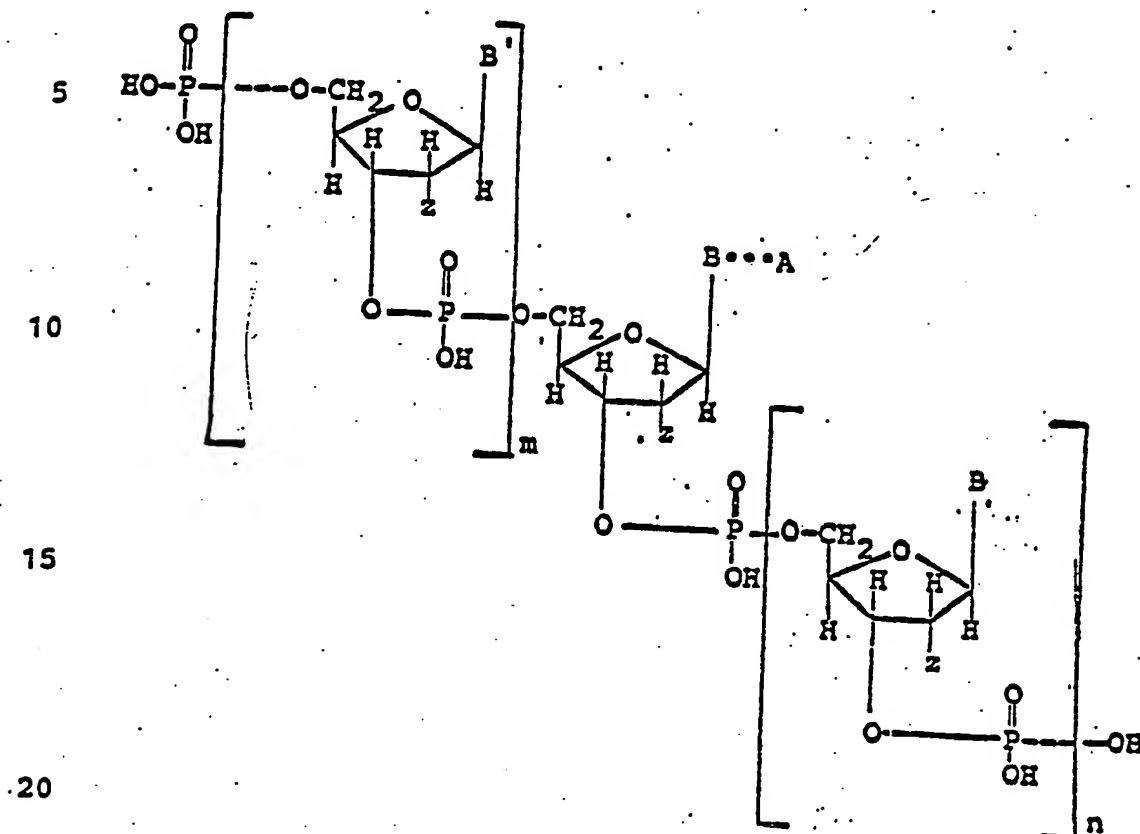 O
B'
5 HO-P---O-CH2 O
OH
H H
H H
z
O
B•••A
10 O P O-CH2 O
OH
H H
H H
z
m
O
B
O P O-CH2 O
15 OH
H H
H H
z
O
O P---OH
OH
20
n